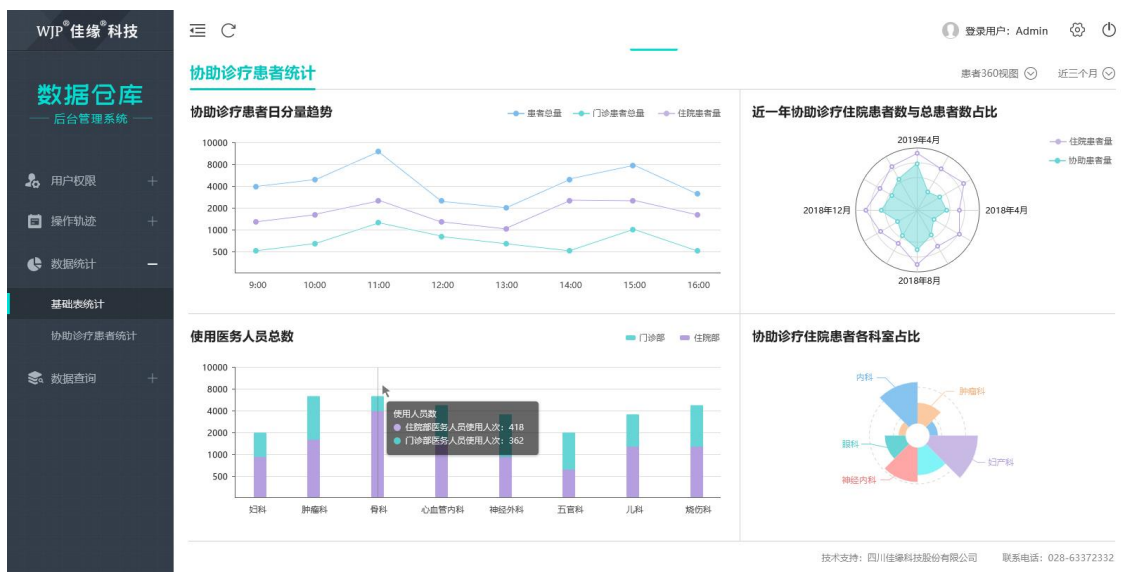 WJP®佳缘®科技
登录用户：Admin
数据仓库
后台管理系统
用户权限
操作轨迹
数据统计
基础表统计
协助诊疗患者统计
数据查询
协助诊疗患者统计
患者360视图
近三个月
协助诊疗患者日分量趋势
患者总量
门诊患者总量
住院患者量
10000
8000
4000
2000
1000
500
9:00
10:00
11:00
12:00
13:00
14:00
15:00
16:00
近一年协助诊疗住院患者数与总患者数占比
住院患者量
协助患者量
2019年4月
2018年12月
2018年4月
2018年8月
使用医务人员总数
门诊部
住院部
10000
8000
4000
2000
1000
500
使用人员数
住院部医务人员使用人次：418
门诊部医务人员使用人次：362
妇科
肿瘤科
骨科
心血管内科
神经外科
五官科
儿科
烧伤科
协助诊疗住院患者各科室占比
内科
肿瘤科
眼科
妇产科
神经内科
技术支持：四川佳缘科技股份有限公司
联系电话：028-63372332